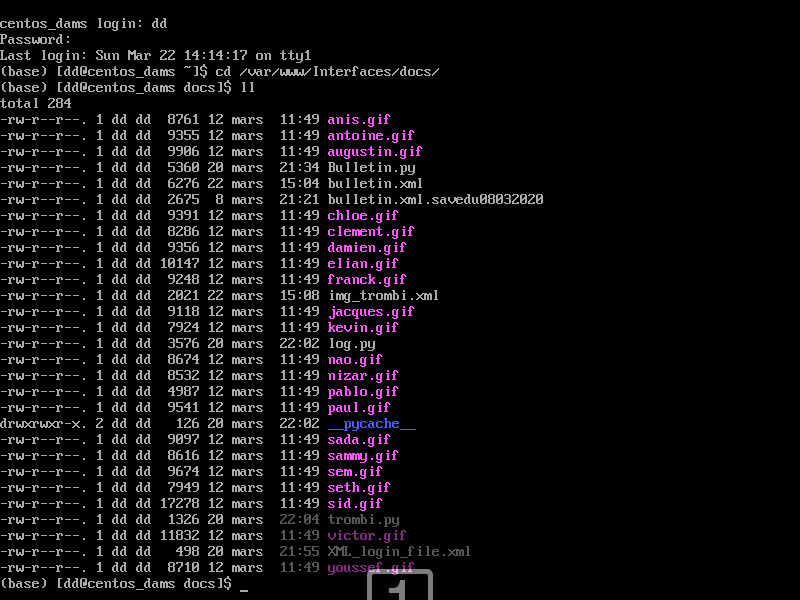 centos_dams login: dd
Password:
Last login: Sun Mar 22 14:14:17 on tty1
(base) [dd@centos_dams ~]$ cd /var/www/Interfaces/docs/
(base) [dd@centos_dams docs]$ ll
total 284
-rw-r--r--. 1 dd dd  8761 12 mars  11:49 anis.gif
-rw-r--r--. 1 dd dd  9355 12 mars  11:49 antoine.gif
-rw-r--r--. 1 dd dd  9906 12 mars  11:49 augustin.gif
-rw-r--r--. 1 dd dd  5360 20 mars  21:34 Bulletin.py
-rw-r--r--. 1 dd dd  6276 22 mars  15:04 bulletin.xml
-rw-r--r--. 1 dd dd  2675  8 mars  21:21 bulletin.xml.savedu08032020
-rw-r--r--. 1 dd dd  9391 12 mars  11:49 chloe.gif
-rw-r--r--. 1 dd dd  8286 12 mars  11:49 clement.gif
-rw-r--r--. 1 dd dd  9356 12 mars  11:49 damien.gif
-rw-r--r--. 1 dd dd 10147 12 mars  11:49 elian.gif
-rw-r--r--. 1 dd dd  9248 12 mars  11:49 franck.gif
-rw-r--r--. 1 dd dd  2021 22 mars  15:08 img_trombi.xml
-rw-r--r--. 1 dd dd  9118 12 mars  11:49 jacques.gif
-rw-r--r--. 1 dd dd  7924 12 mars  11:49 kevin.gif
-rw-r--r--. 1 dd dd  3576 20 mars  22:02 log.py
-rw-r--r--. 1 dd dd  8674 12 mars  11:49 nao.gif
-rw-r--r--. 1 dd dd  8532 12 mars  11:49 nizar.gif
-rw-r--r--. 1 dd dd  4987 12 mars  11:49 pablo.gif
-rw-r--r--. 1 dd dd  9541 12 mars  11:49 paul.gif
drwxrwxr-x. 2 dd dd   126 20 mars  22:02 __pycache__
-rw-r--r--. 1 dd dd  9097 12 mars  11:49 sada.gif
-rw-r--r--. 1 dd dd  8616 12 mars  11:49 sammy.gif
-rw-r--r--. 1 dd dd  9674 12 mars  11:49 sem.gif
-rw-r--r--. 1 dd dd  7949 12 mars  11:49 seth.gif
-rw-r--r--. 1 dd dd 17278 12 mars  11:49 sid.gif
-rw-r--r--. 1 dd dd  1326 20 mars  22:04 trombi.py
-rw-r--r--. 1 dd dd 11832 12 mars  11:49 victor.gif
-rw-r--r--. 1 dd dd   498 20 mars  21:55 XML_login_file.xml
-rw-r--r--. 1 dd dd  8710 12 mars  11:49 youssef.gif
(base) [dd@centos_dams docs]$ _
1